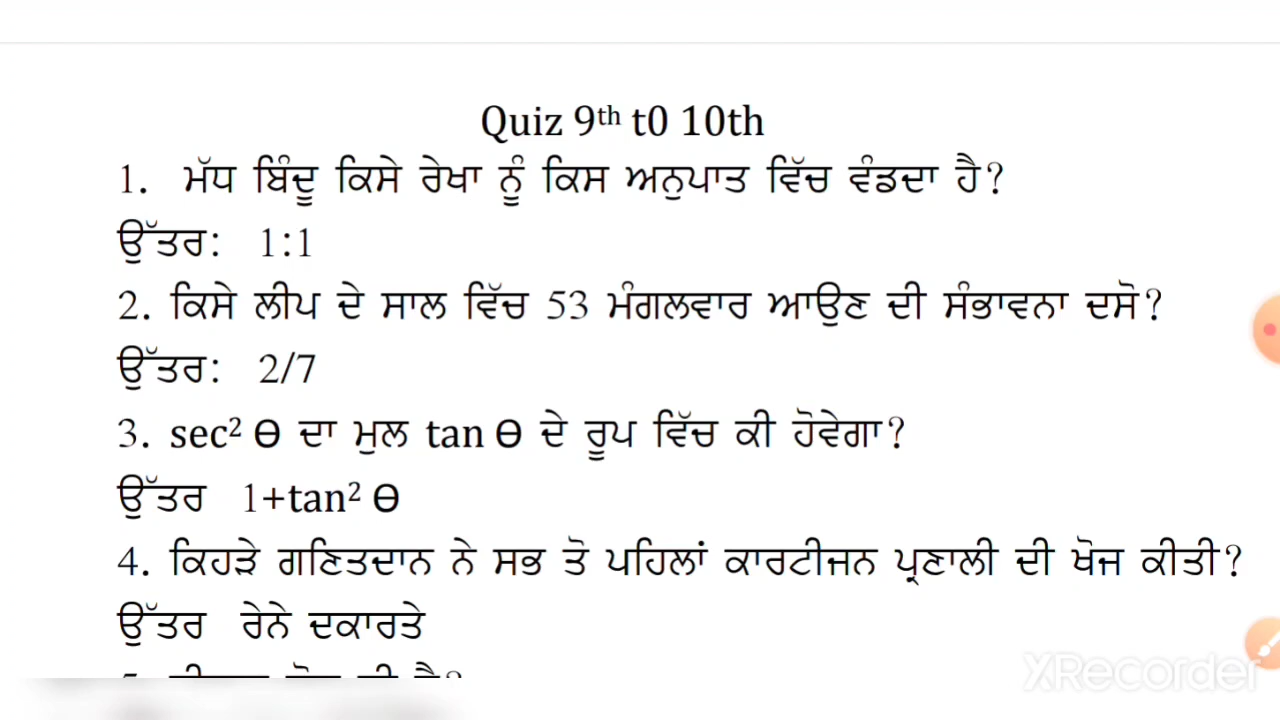 Quiz 9th t0 10th
1. ਮੱਧ ਬਿੰਦੂ ਕਿਸੇ ਰੇਖਾ ਨੂੰ ਕਿਸ ਅਨੁਪਾਤ ਵਿੱਚ ਵੰਡਦਾ ਹੈ?
ਉੱਤਰ: 1:1
2. ਕਿਸੇ ਲੀਪ ਦੇ ਸਾਲ ਵਿੱਚ 53 ਮੰਗਲਵਾਰ ਆਉਣ ਦੀ ਸੰਭਾਵਨਾ ਦਸੋ?
ਉੱਤਰ: 2/7
3. sec² Ɵ ਦਾ ਮੁਲ tan Ɵ ਦੇ ਰੂਪ ਵਿੱਚ ਕੀ ਹੋਵੇਗਾ?
ਉੱਤਰ 1+tan² Ɵ
4. ਕਿਹੜੇ ਗਣਿਤਦਾਨ ਨੇ ਸਭ ਤੋ ਪਹਿਲਾਂ ਕਾਰਟੀਜਨ ਪ੍ਰਣਾਲੀ ਦੀ ਖੋਜ ਕੀਤੀ?
ਉੱਤਰ ਰੇਨੇ ਦਕਾਰਤੇ
XRecorder